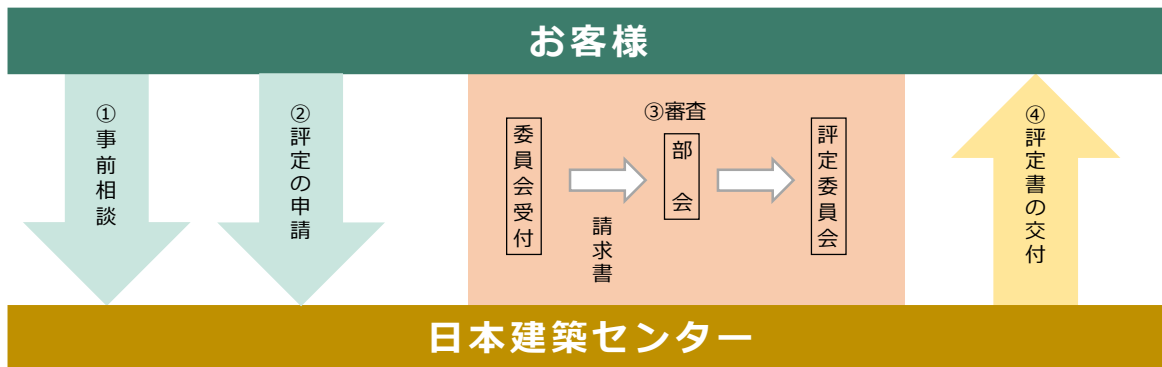 お客様
①事前相談
②評定の申請
委員会受付
請求書
③審査
部会
評定委員会
④評定書の交付
日本建築センター